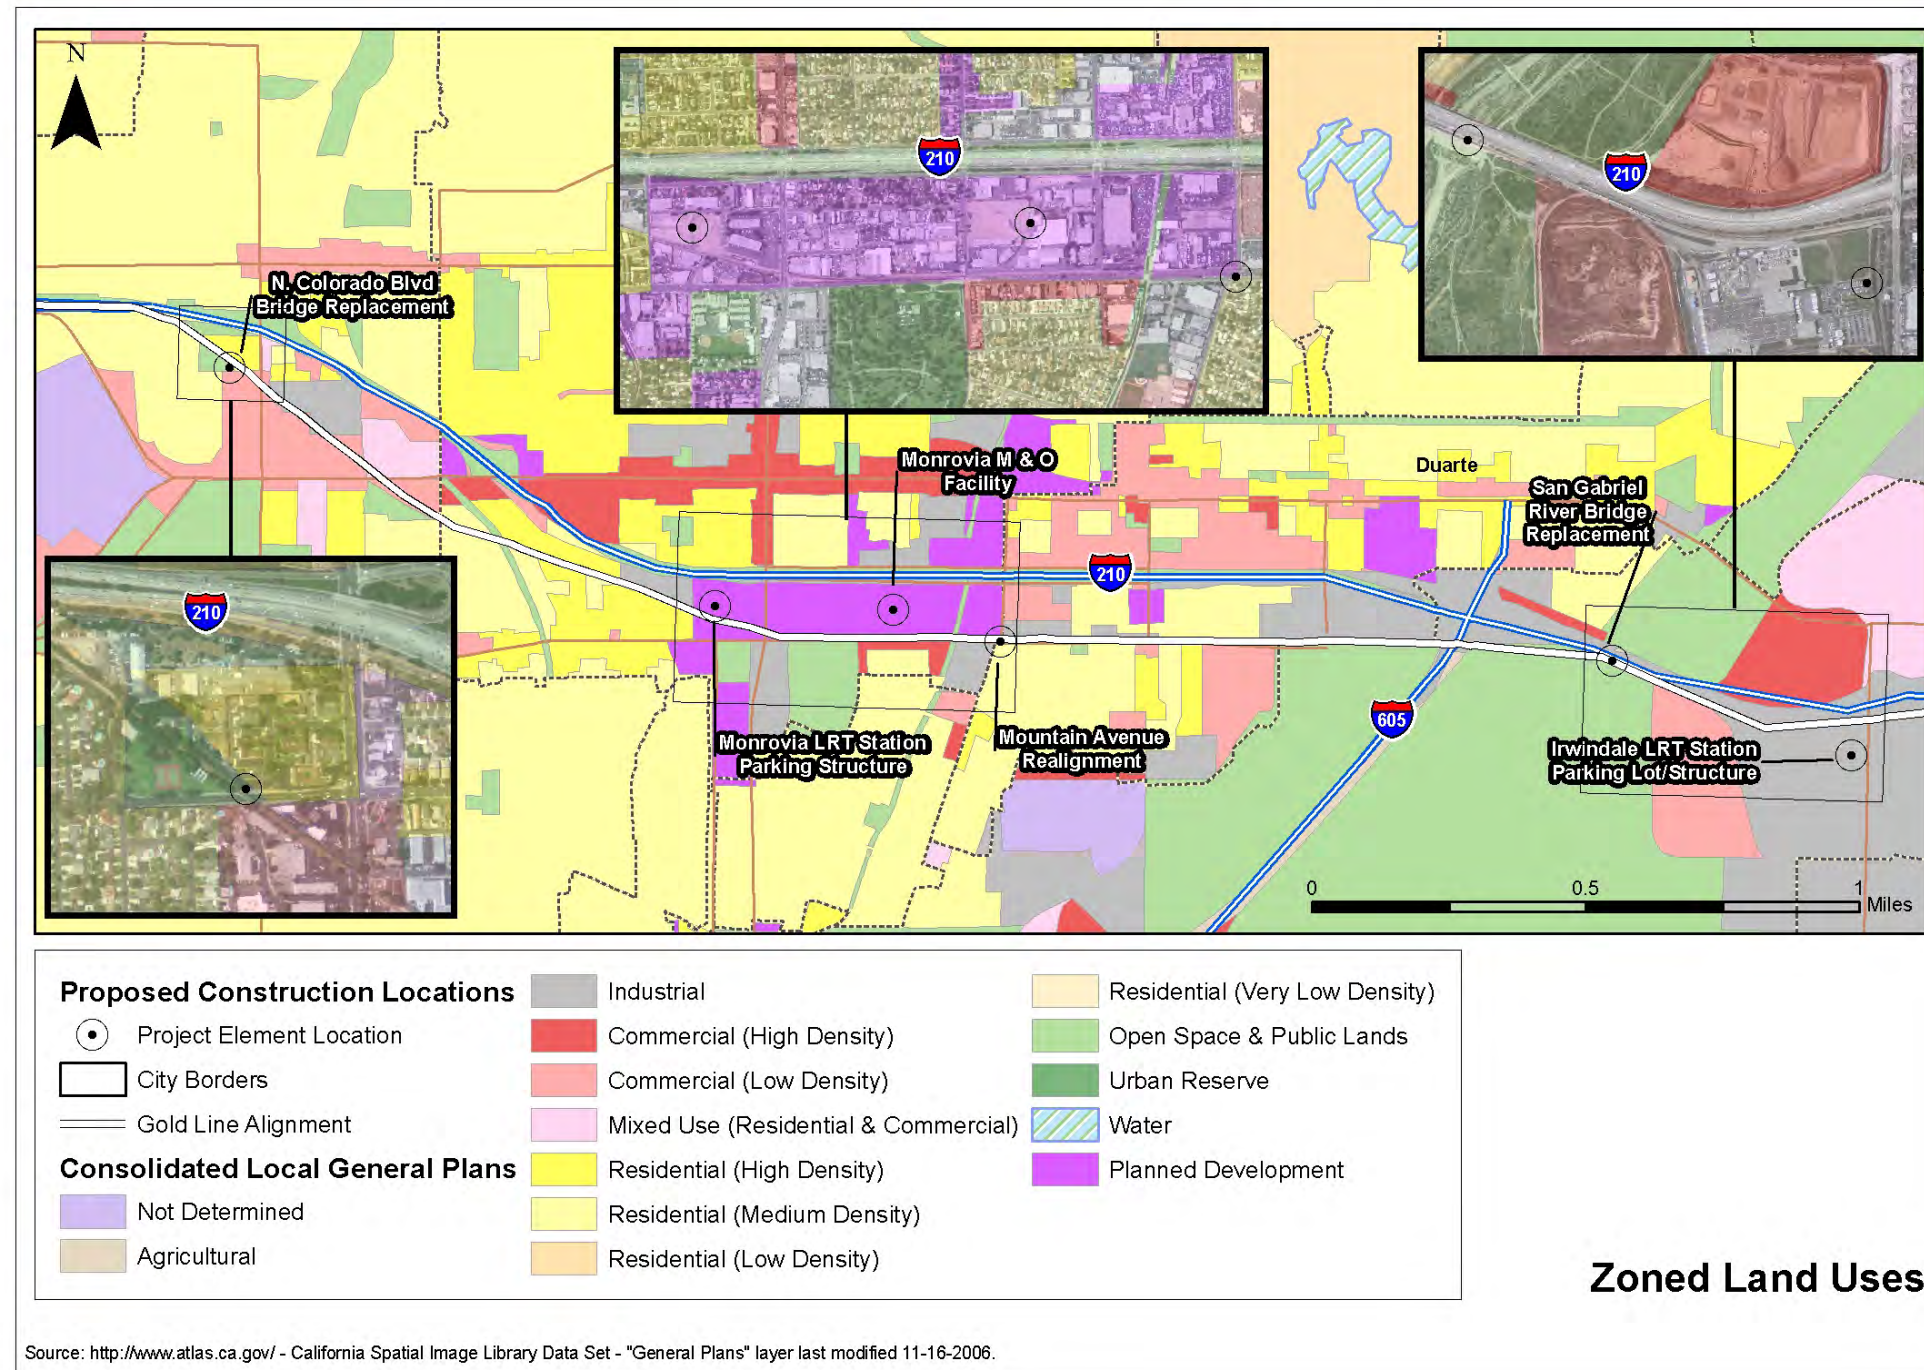 N
210
210
N. Colorado Blvd
Bridge Replacement
Monrovia M & O
Facility
Duarte
San Gabriel
River Bridge
Replacement
210
210
605
Monrovia LRT Station
Parking Structure
Mountain Avenue
Realignment
Irwindale LRT Station
Parking Lot/Structure
0 0.5 1
Miles
Proposed Construction Locations
Project Element Location
City Borders
Gold Line Alignment
Consolidated Local General Plans
Not Determined
Agricultural
Industrial
Commercial (High Density)
Commercial (Low Density)
Mixed Use (Residential & Commercial)
Residential (High Density)
Residential (Medium Density)
Residential (Low Density)
Residential (Very Low Density)
Open Space & Public Lands
Urban Reserve
Water
Planned Development
Zoned Land Uses
Source: http://www.atlas.ca.gov/ - California Spatial Image Library Data Set - "General Plans" layer last modified 11-16-2006.